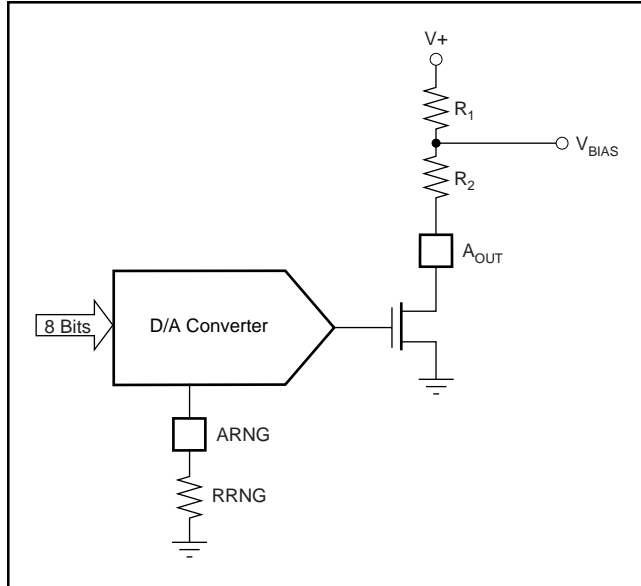 V+
R1
VBIAS
R2
AOUT
8 Bits
D/A Converter
ARNG
RRNG